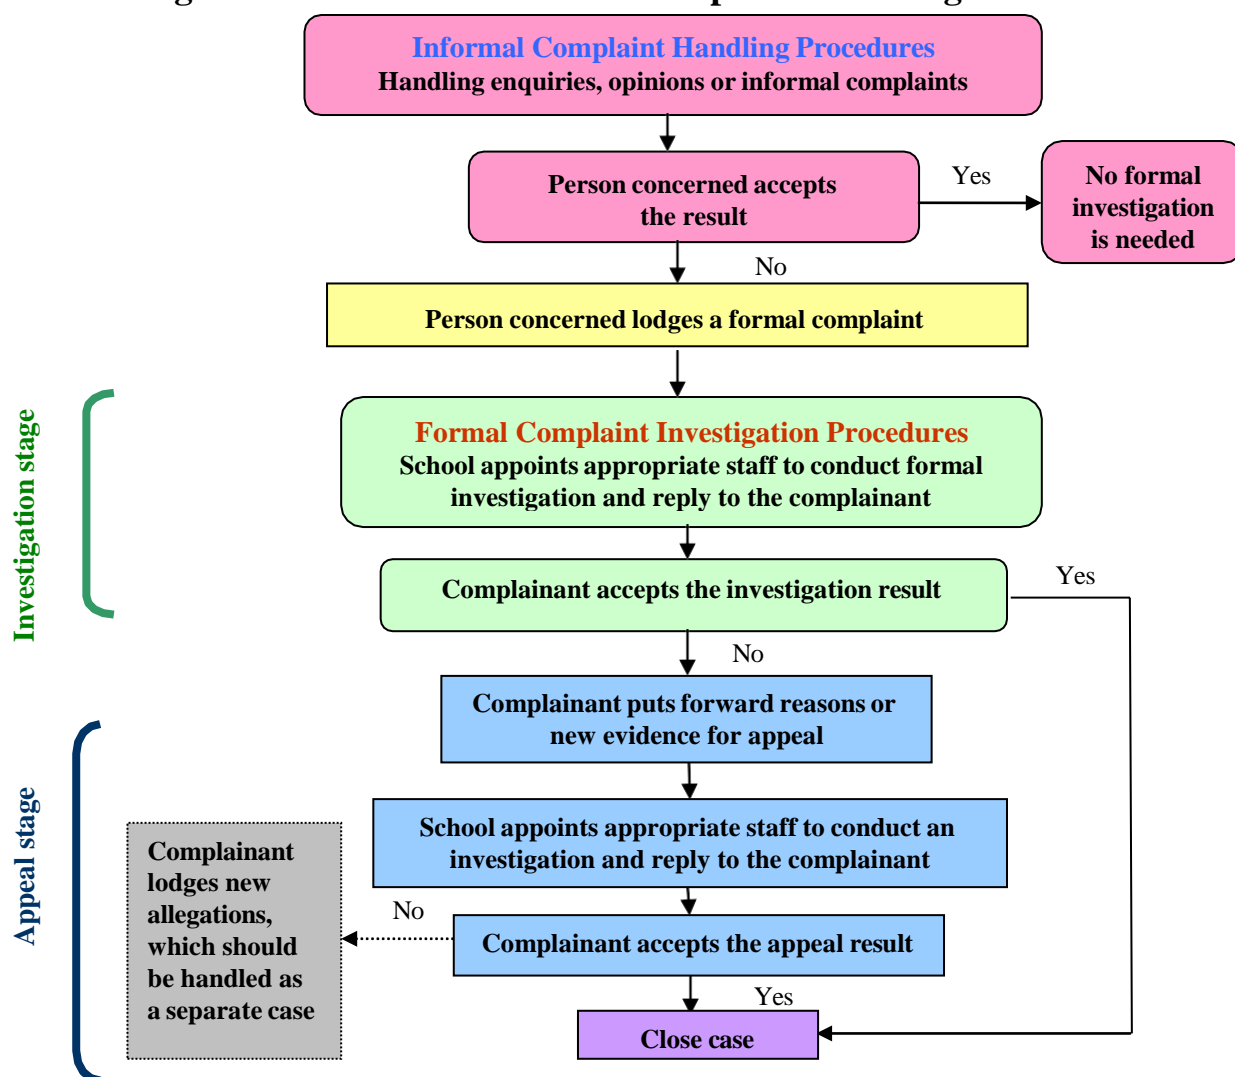 Informal Complaint Handling Procedures
Handling enquiries, opinions or informal complaints
Person concerned accepts
the result
Yes
No formal
investigation
is needed
No
Person concerned lodges a formal complaint
Investigation stage
Formal Complaint Investigation Procedures
School appoints appropriate staff to conduct formal
investigation and reply to the complainant
Complainant accepts the investigation result
Yes
No
Appeal stage
Complainant puts forward reasons or
new evidence for appeal
School appoints appropriate staff to conduct an
investigation and reply to the complainant
Complainant
lodges new
allegations,
which should
be handled as
a separate case
No
Complainant accepts the appeal result
Yes
Close case